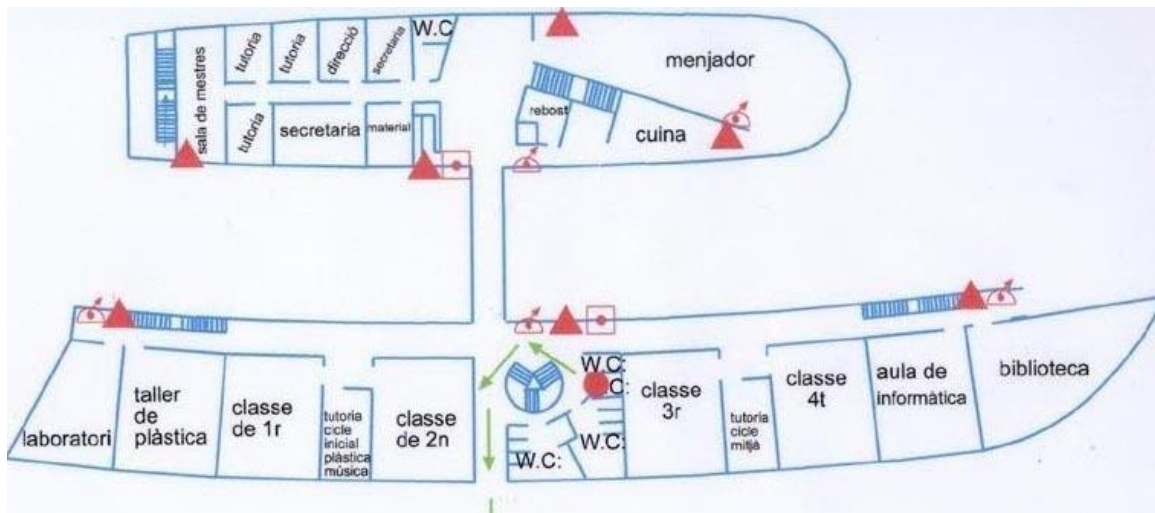 sala de mestres
tutoria
tutoria
direcció
secretaria
W.C
menjador
tutoria
secretaria
material
rebost
cuina
laboratori
taller
de
plàstica
classe
de 1r
tutoria
cicle
inicial
plàstica
música
classe
de 2n
W.C:
C:
W.C:
W.C:
classe
3r
tutoria
cicle
mitjà
classe
4t
aula de
informàtica
biblioteca